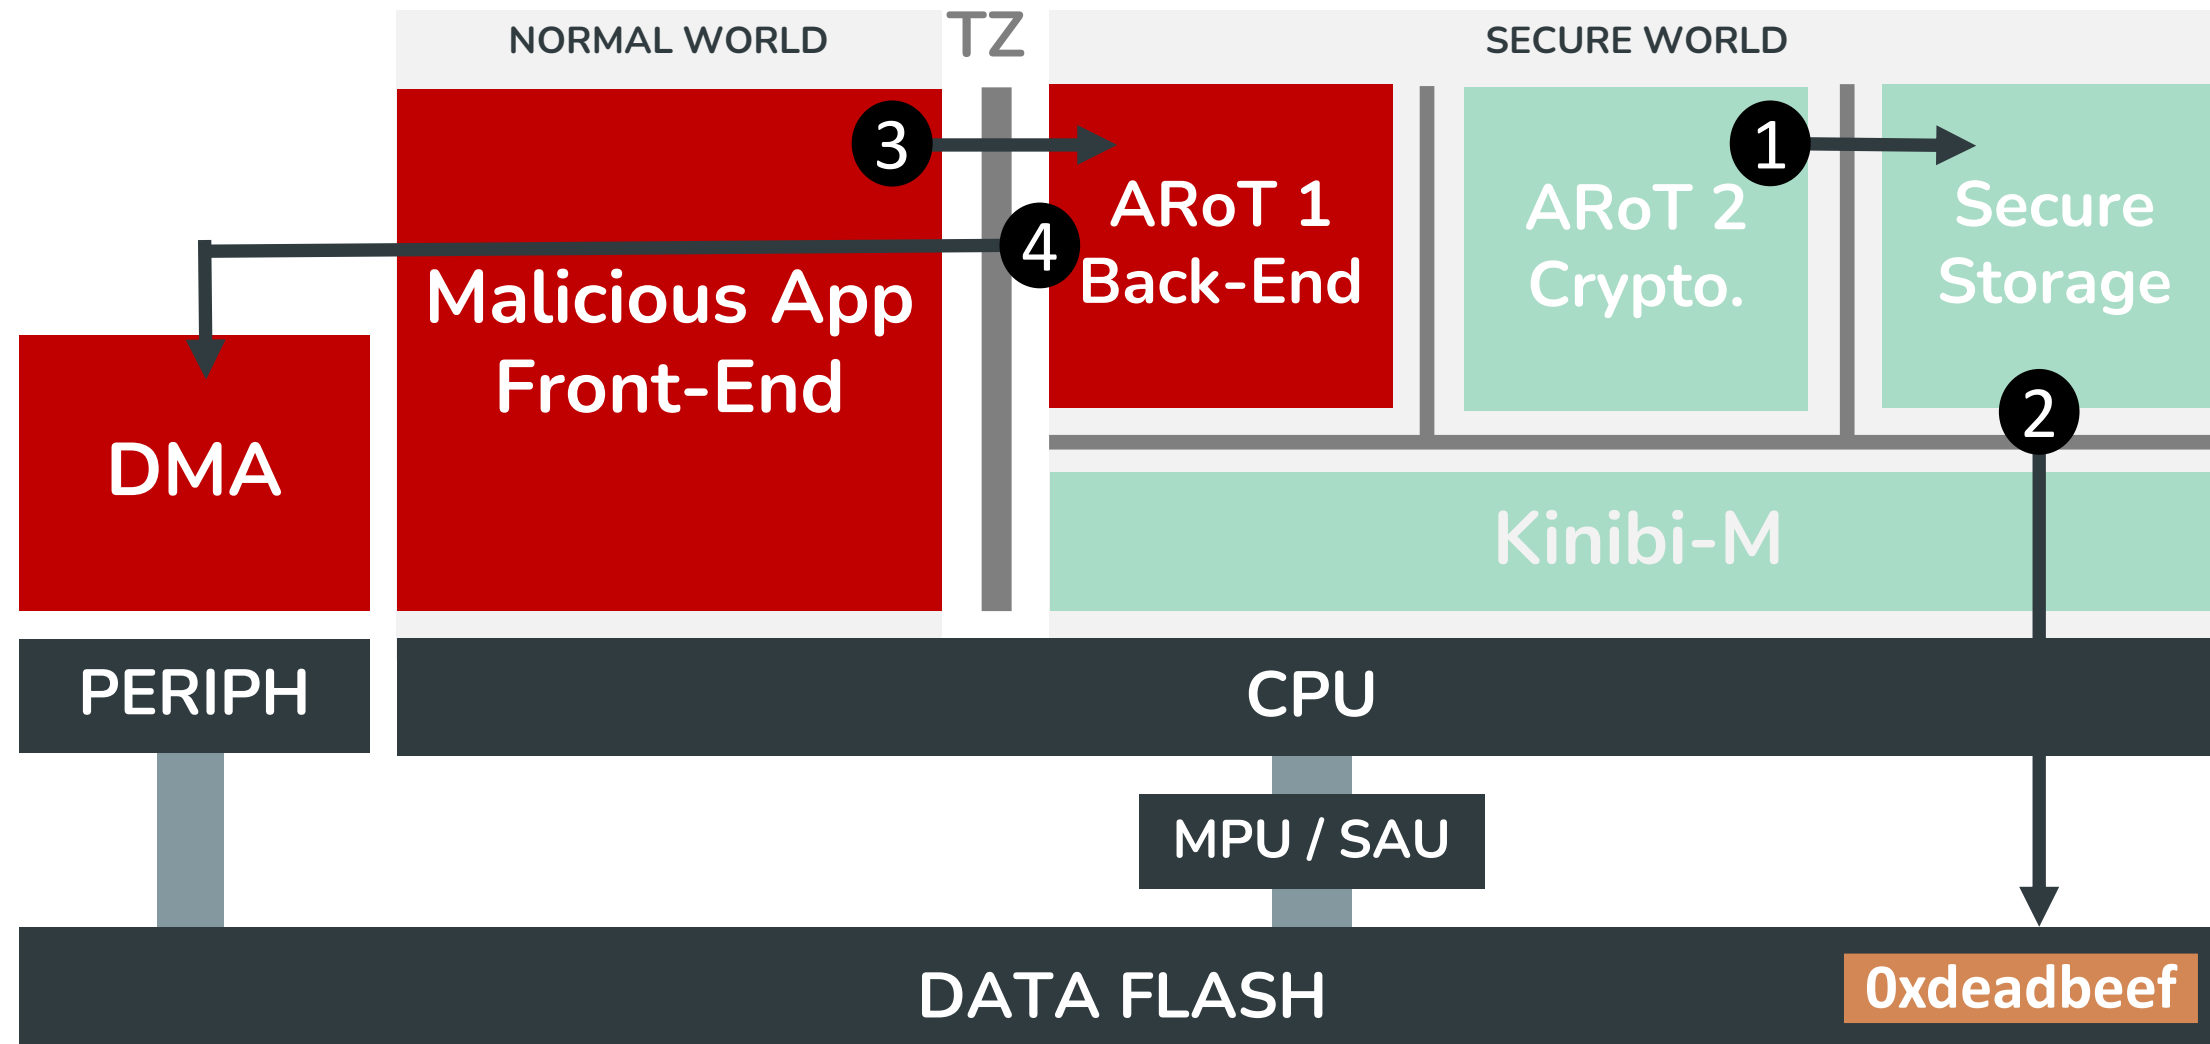 NORMAL WORLD
TZ
SECURE WORLD
3
1
ARoT 1
Back-End
ARoT 2
Crypto.
Secure
Storage
4
Malicious App
Front-End
DMA
2
Kinibi-M
PERIPH
CPU
MPU / SAU
DATA FLASH
0xdeadbeef